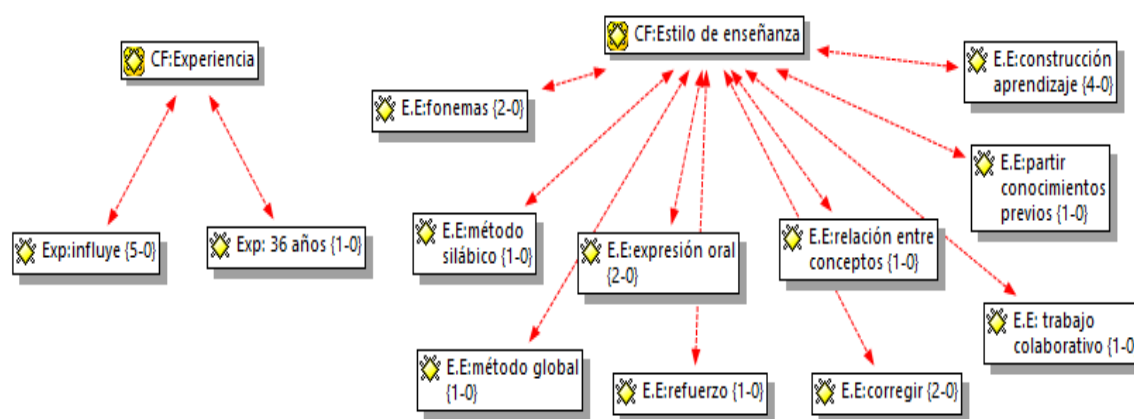 CF:Experiencia
Exp:influye {5-0}
Exp: 36 años {1-0}
CF:Estilo de enseñanza
E.E:fonemas {2-0}
E.E:construcción
aprendizaje {4-0}
E.E:partir
conocimientos
previos {1-0}
E.E:método
silábico {1-0}
E.E:expresión oral
{2-0}
E.E:relación entre
conceptos {1-0}
E.E: trabajo
colaborativo {1-0
E.E:método global
{1-0}
E.E:refuerzo {1-0}
E.E:corregir {2-0}